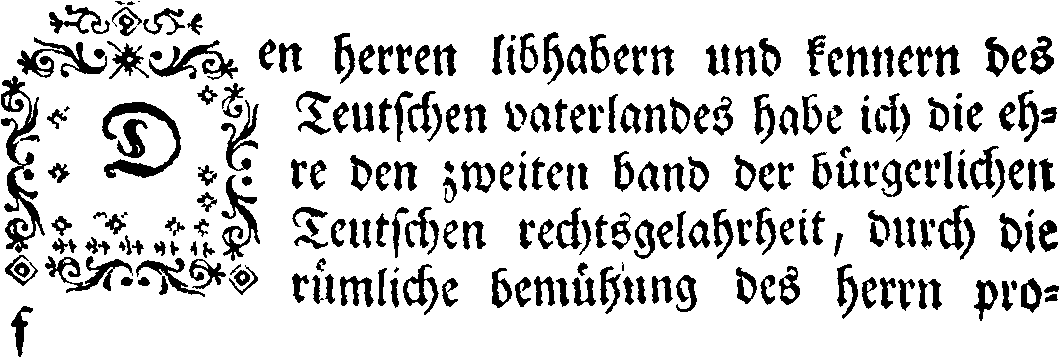 Den herren libhabern und kennern des
Teutſchen vaterlandes habe ich die eh⸗
re den zweiten band der bürgerlichen
Teutſchen rechtsgelahrheit, durch die
rümliche bemühung des herrn pro⸗
f